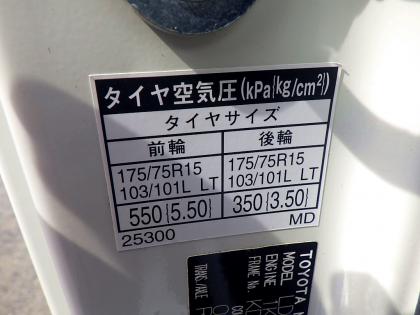 タイヤ空気圧(kPa{kg/cm²})
タイヤサイズ
前輪 後輪
175/75R15 175/75R15
103/101L LT 103/101L LT
550{5.50} 350{3.50}
25300 MD
TOYOTA
MODEL
ENGINE
FRAME No.
TRANS./AXLE